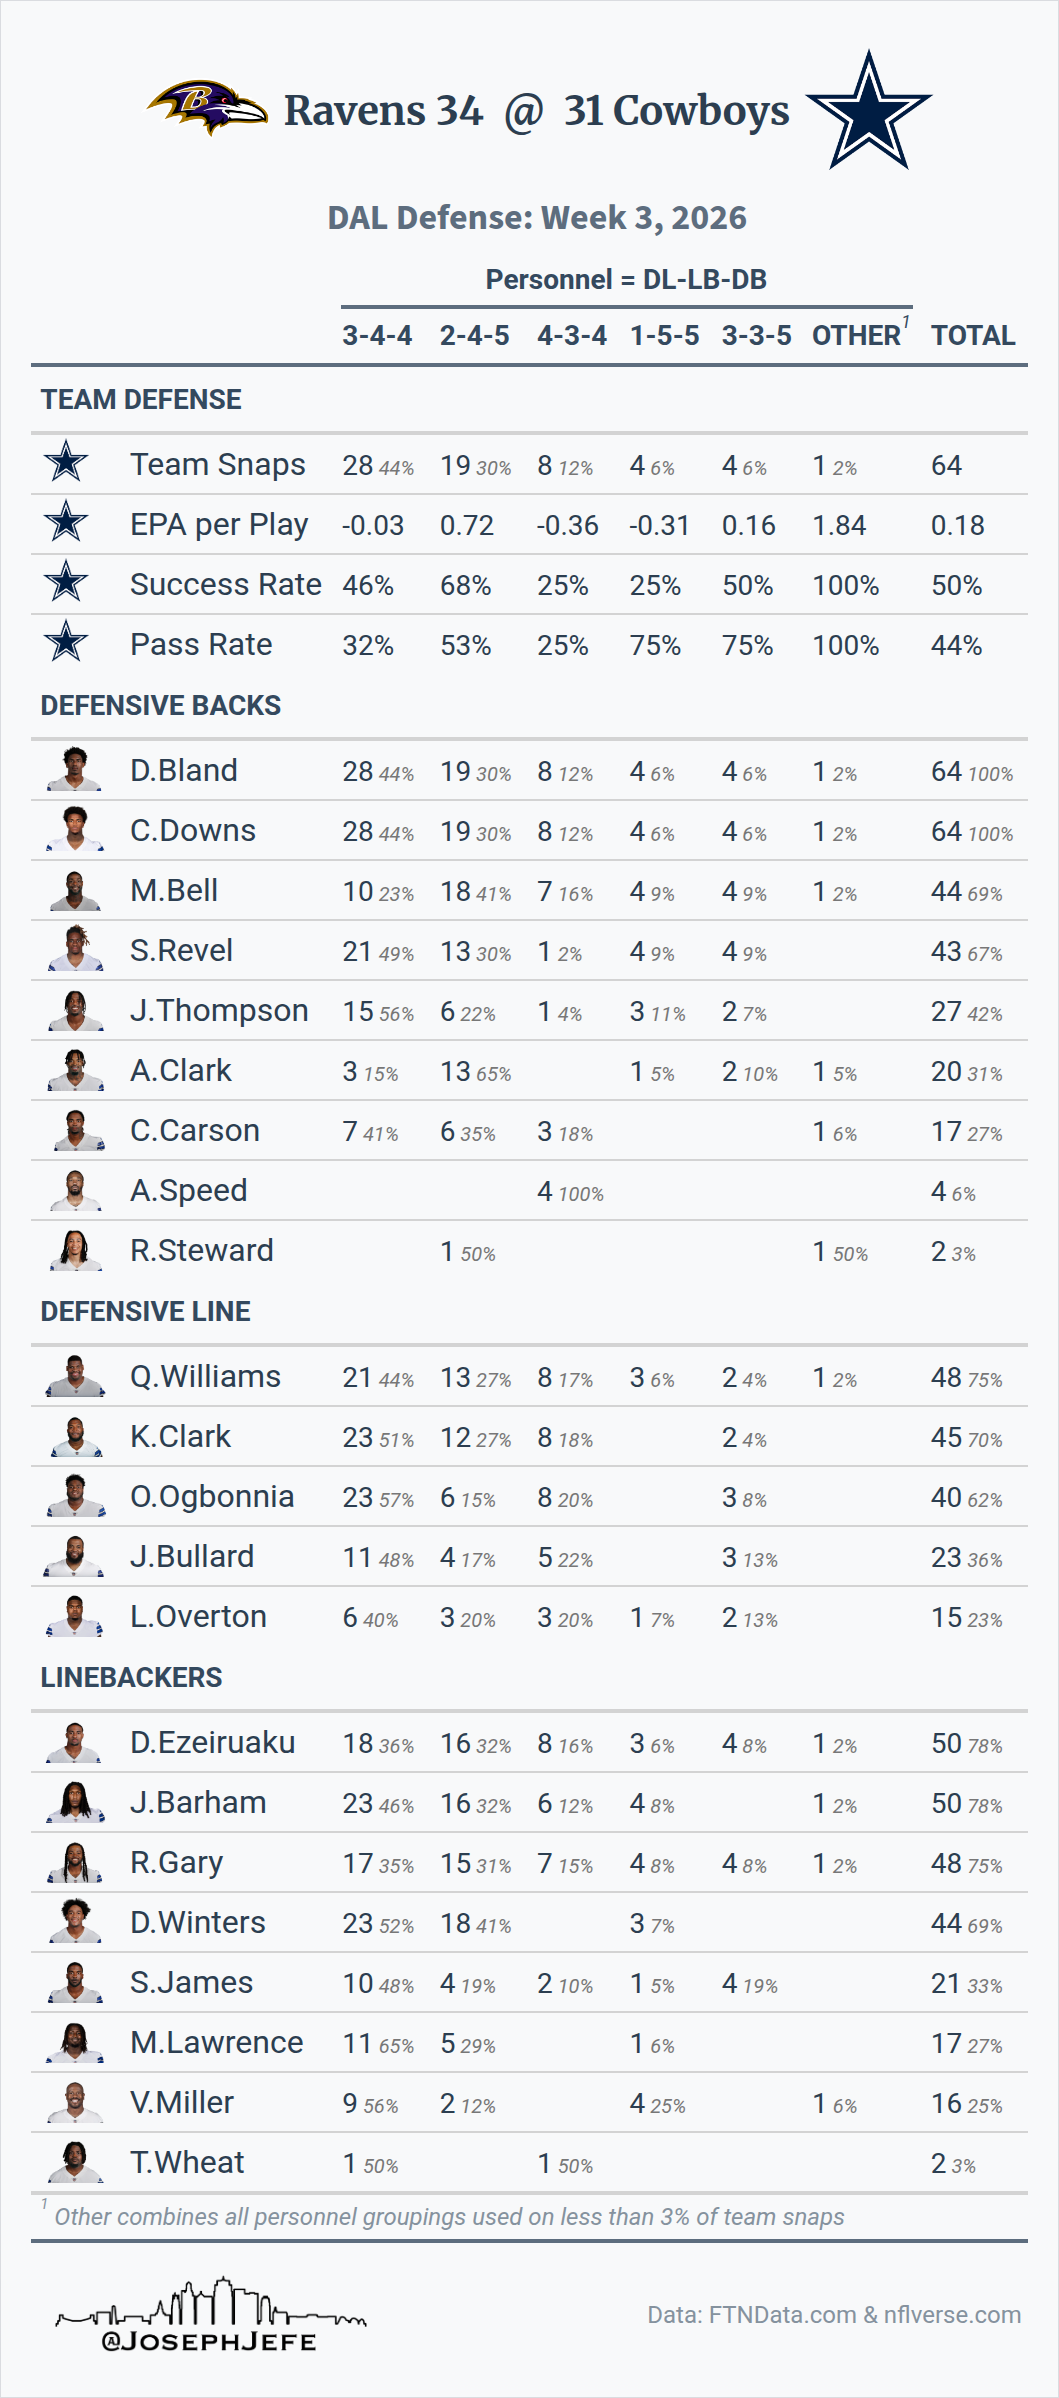 Ravens 34 @ 31 Cowboys
DAL Defense: Week 3, 2026
Personnel = DL-LB-DB
3-4-4 2-4-5 4-3-4 1-5-5 3-3-5 OTHER1 TOTAL
TEAM DEFENSE
Team Snaps 28 44% 19 30% 8 12% 4 6% 4 6% 1 2% 64
EPA per Play -0.03 0.72 -0.36 -0.31 0.16 1.84 0.18
Success Rate 46% 68% 25% 25% 50% 100% 50%
Pass Rate 32% 53% 25% 75% 75% 100% 44%
DEFENSIVE BACKS
D.Bland 28 44% 19 30% 8 12% 4 6% 4 6% 1 2% 64 100%
C.Downs 28 44% 19 30% 8 12% 4 6% 4 6% 1 2% 64 100%
M.Bell 10 23% 18 41% 7 16% 4 9% 4 9% 1 2% 44 69%
S.Revel 21 49% 13 30% 1 2% 4 9% 4 9% 43 67%
J.Thompson 15 56% 6 22% 1 4% 3 11% 2 7% 27 42%
A.Clark 3 15% 13 65% 1 5% 2 10% 1 5% 20 31%
C.Carson 7 41% 6 35% 3 18% 1 6% 17 27%
A.Speed 4 100% 4 6%
R.Steward 1 50% 1 50% 2 3%
DEFENSIVE LINE
Q.Williams 21 44% 13 27% 8 17% 3 6% 2 4% 1 2% 48 75%
K.Clark 23 51% 12 27% 8 18% 2 4% 45 70%
O.Ogbonnia 23 57% 6 15% 8 20% 3 8% 40 62%
J.Bullard 11 48% 4 17% 5 22% 3 13% 23 36%
L.Overton 6 40% 3 20% 3 20% 1 7% 2 13% 15 23%
LINEBACKERS
D.Ezeiruaku 18 36% 16 32% 8 16% 3 6% 4 8% 1 2% 50 78%
J.Barham 23 46% 16 32% 6 12% 4 8% 1 2% 50 78%
R.Gary 17 35% 15 31% 7 15% 4 8% 4 8% 1 2% 48 75%
D.Winters 23 52% 18 41% 3 7% 44 69%
S.James 10 48% 4 19% 2 10% 1 5% 4 19% 21 33%
M.Lawrence 11 65% 5 29% 1 6% 17 27%
V.Miller 9 56% 2 12% 4 25% 1 6% 16 25%
T.Wheat 1 50% 1 50% 2 3%
1 Other combines all personnel groupings used on less than 3% of team snaps
@JOSEPHJEFE
Data: FTNData.com & nflverse.com